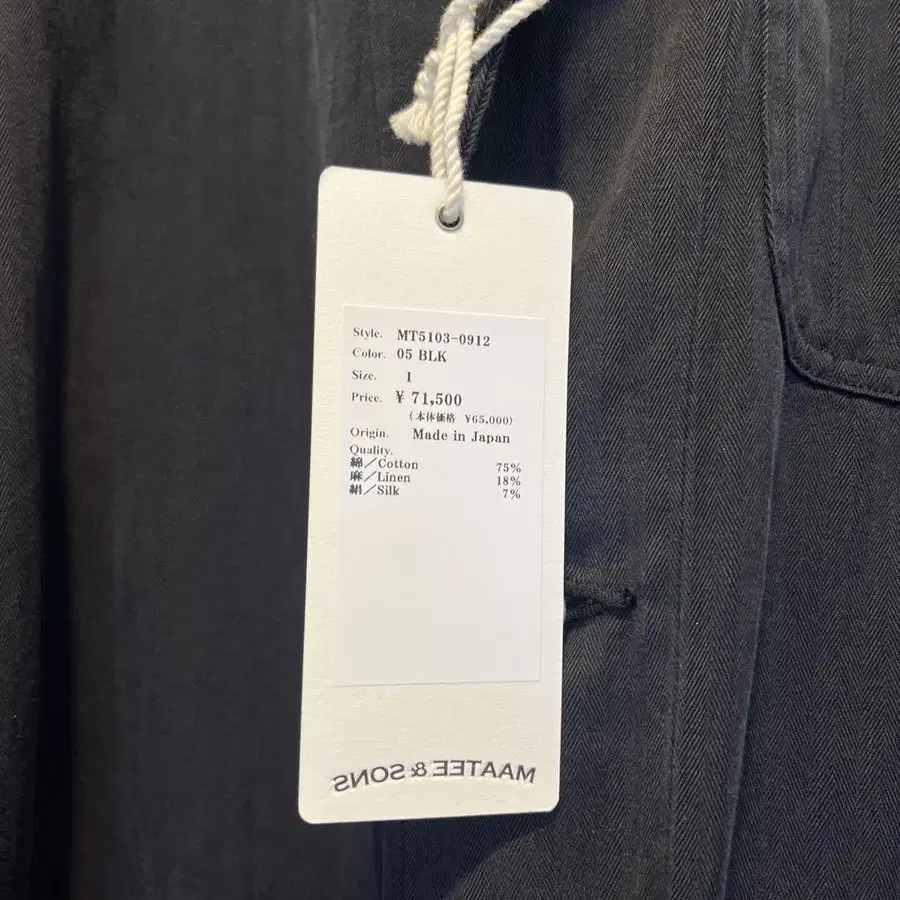 Style. MT5103-0912
Color. 05 BLK
Size. 1
Price. ¥ 71,500
(本体価格 ¥65,000)
Origin. Made in Japan
Quality.
綿/Cotton 75%
麻/Linen 18%
絹/Silk 7%
MAATEE & SONS